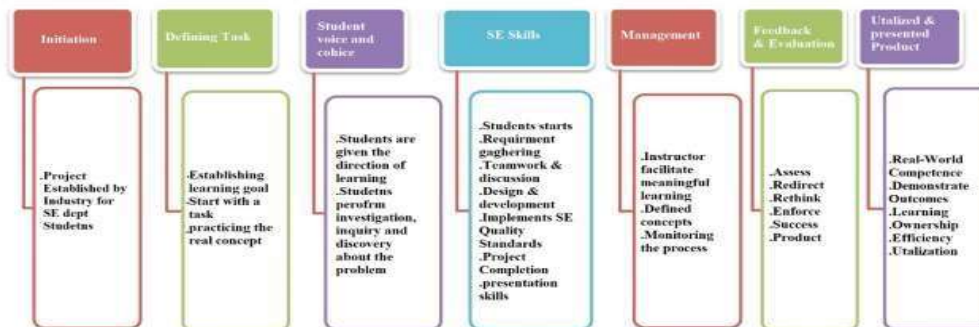 Initiation
Defining Task
Student
voice and
cohice
SE Skills
Management
Feedback
& Evaluation
Utalized &
presented
Product
.Project
Established by
Industry for
SE dept
Studetns
.Establishing
learning goal
.Start with a
task
practicing the
real concept
.Students are
given the
direction of
learning
.Studetns
perofrm
investigation,
inquiry and
discovery
about the
problem
.Students starts
.Requirment
gaghering
.Teamwork &
discussion
.Design &
development
.Implements SE
Quality
Standards
.Project
Completion
.presentation
skills
.Instructor
facilitate
meaningful
learning
.Defined
concepts
.Monitoring
the process
.Assess
.Redirect
.Rethink
.Enforce
.Success
.Product
.Real-World
Competence
.Demonstrate
Outcomes
.Learning
.Ownership
.Efficiency
.Utalization